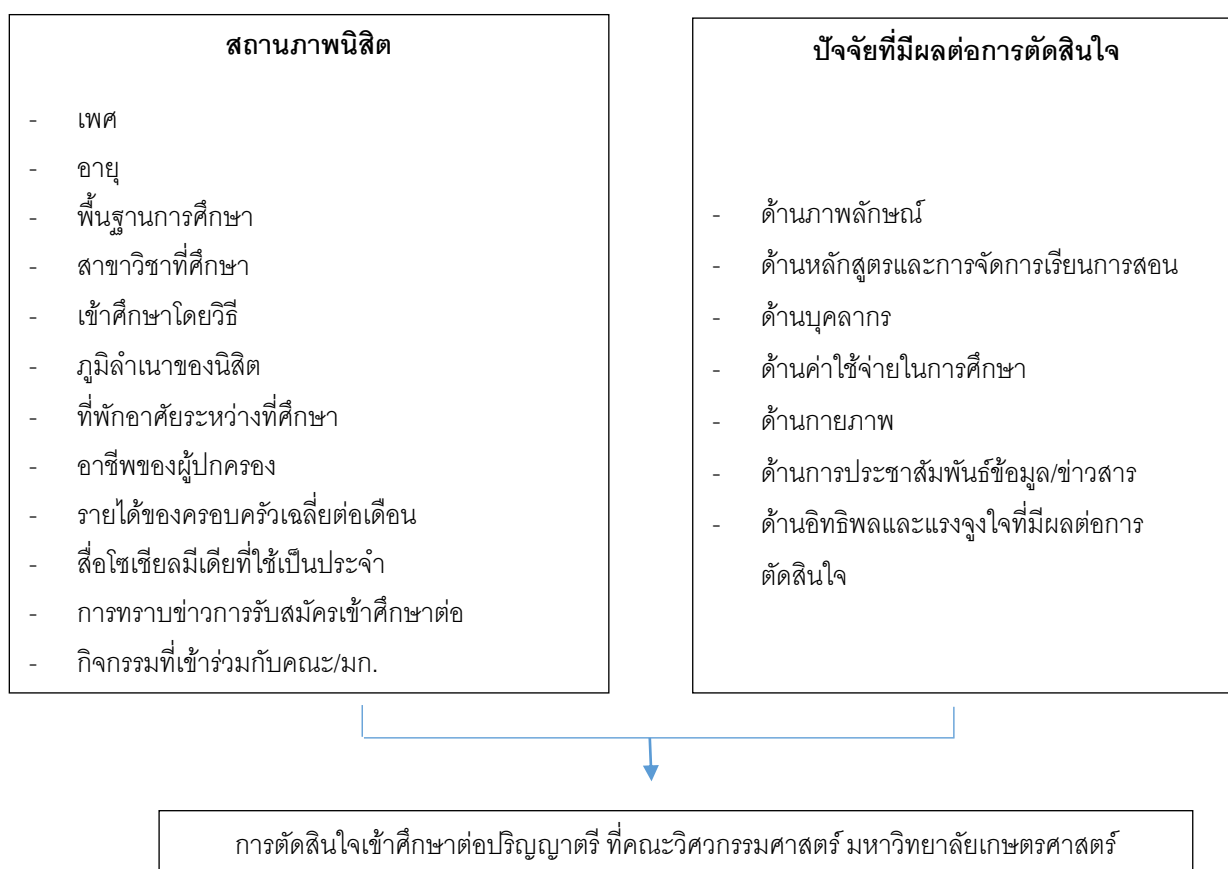 สถานภาพนิสิต
- เพศ
- อายุ
- พื้นฐานการศึกษา
- สาขาวิชาที่ศึกษา
- เข้าศึกษาโดยวิธี
- ภูมิลำเนาของนิสิต
- ที่พักอาศัยระหว่างที่ศึกษา
- อาชีพของผู้ปกครอง
- รายได้ของครอบครัวเฉลี่ยต่อเดือน
- สื่อโซเชียลมีเดียที่ใช้เป็นประจำ
- การทราบข่าวการรับสมัครเข้าศึกษาต่อ
- กิจกรรมที่เข้าร่วมกับคณะ/มก.
ปัจจัยที่มีผลต่อการตัดสินใจ
- ด้านภาพลักษณ์
- ด้านหลักสูตรและการจัดการเรียนการสอน
- ด้านบุคลากร
- ด้านค่าใช้จ่ายในการศึกษา
- ด้านกายภาพ
- ด้านการประชาสัมพันธ์ข้อมูล/ข่าวสาร
- ด้านอิทธิพลและแรงจูงใจที่มีผลต่อการ
ตัดสินใจ
การตัดสินใจเข้าศึกษาต่อปริญญาตรี ที่คณะวิศวกรรมศาสตร์ มหาวิทยาลัยเกษตรศาสตร์